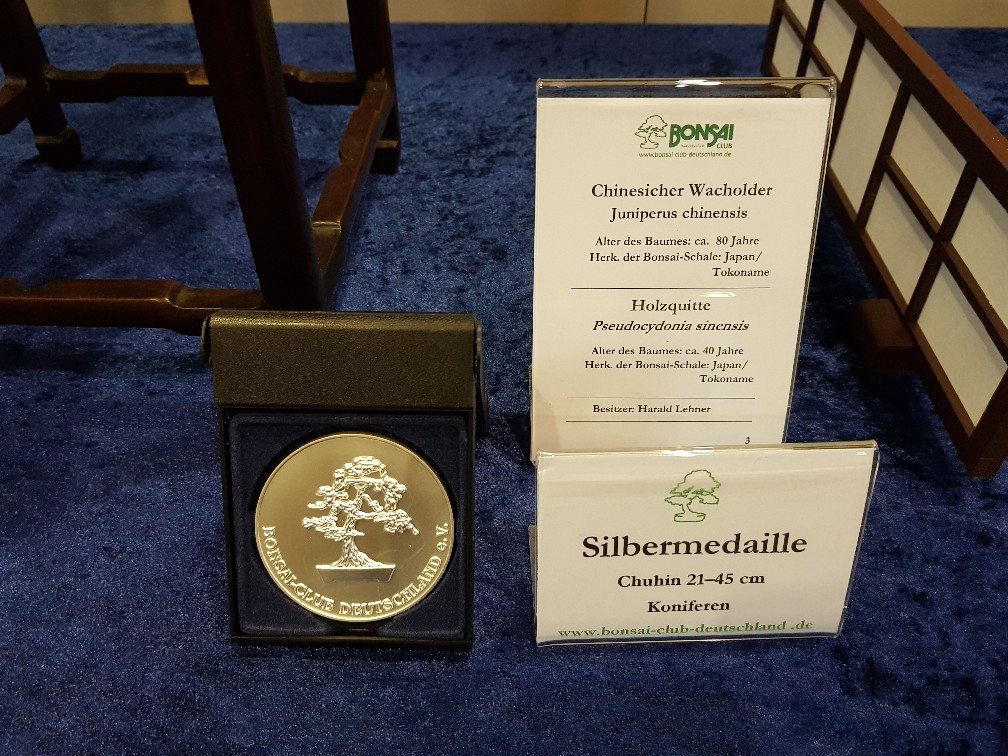 BONSAI
CLUB
www.bonsai-club-deutschland.de
Chinesicher Wacholder
Juniperus chinensis
Alter des Baumes: ca. 80 Jahre
Herk. der Bonsai-Schale: Japan/
Tokoname
Holzquitte
Pseudocydonia sinensis
Alter des Baumes: ca. 40 Jahre
Herk. der Bonsai-Schale: Japan/
Tokoname
Besitzer: Harald Lehner
3
BONSAI-CLUB DEUTSCHLAND e.V.
Silbermedaille
Chuhin 21–45 cm
Koniferen
www.bonsai-club-deutschland .de